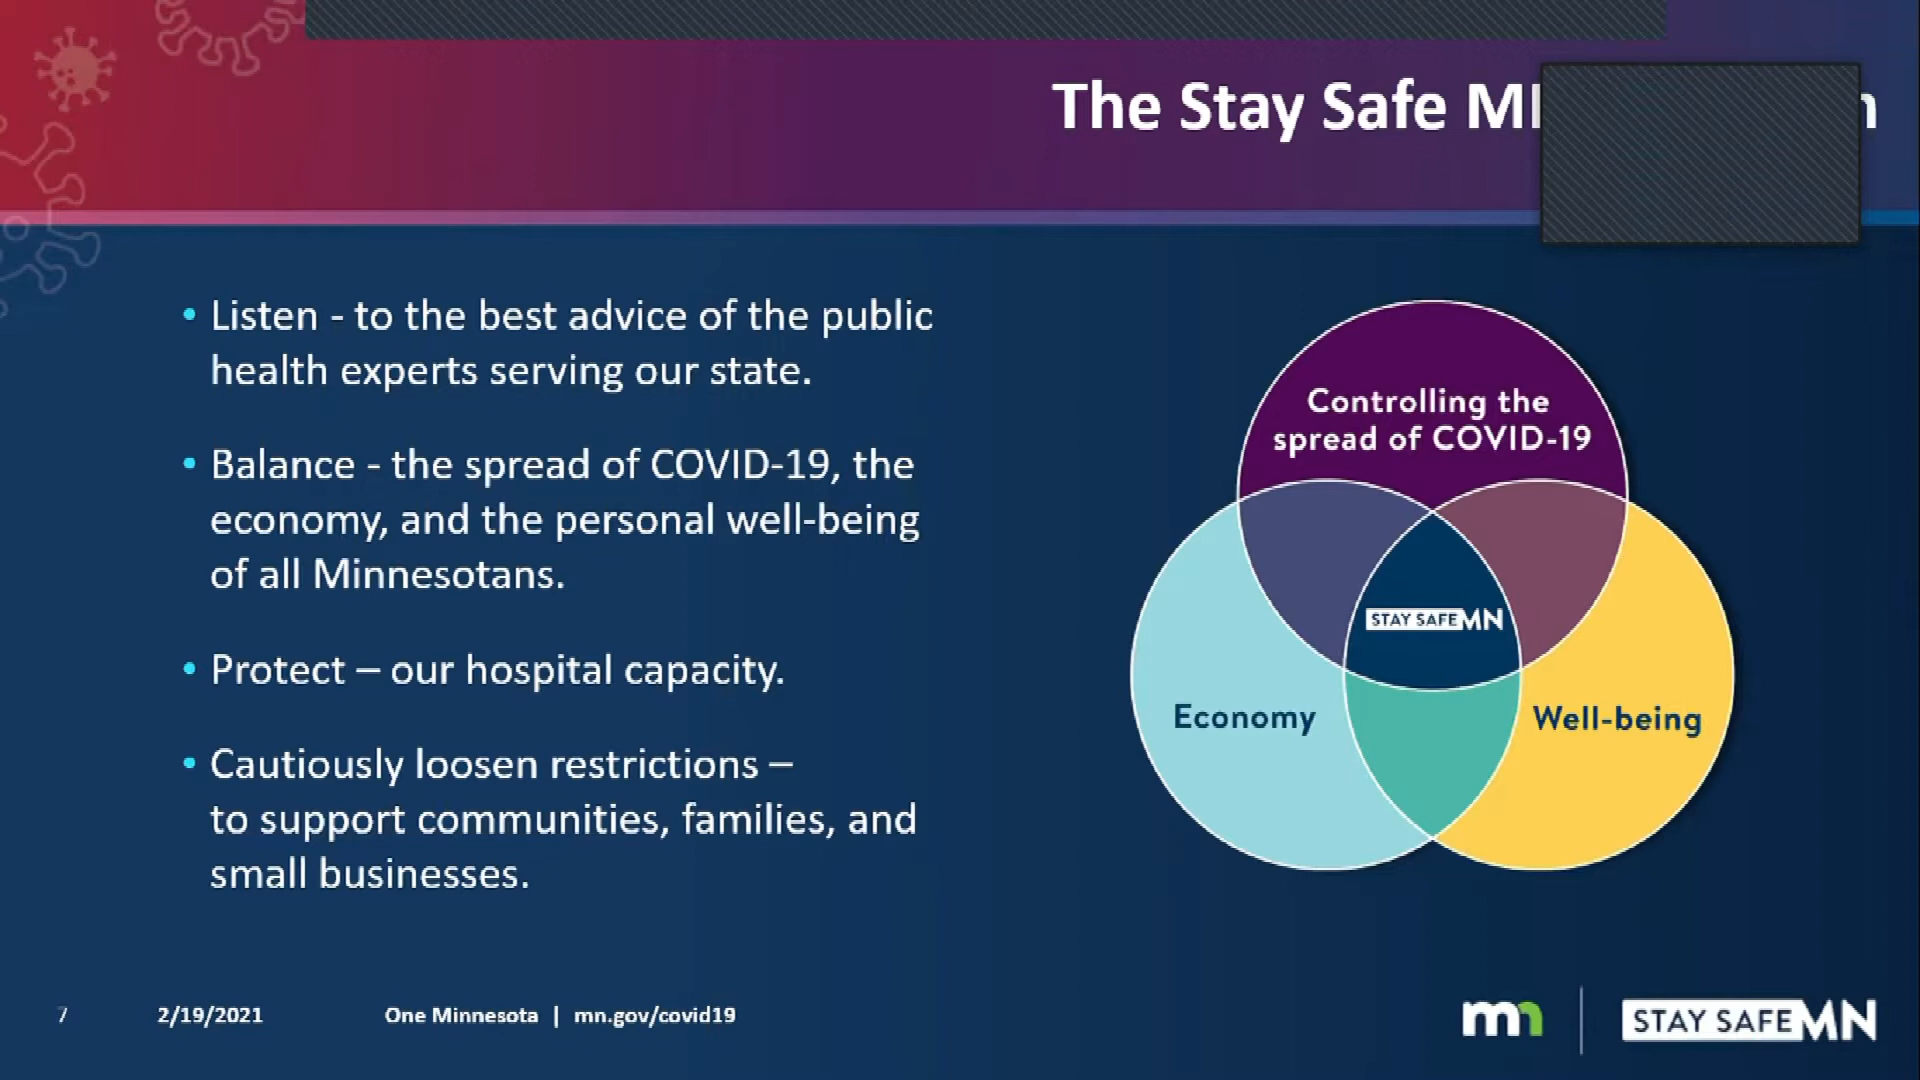 The Stay Safe
• Listen - to the best advice of the public
health experts serving our state.
• Balance - the spread of COVID-19, the
economy, and the personal well-being
of all Minnesotans.
• Protect – our hospital capacity.
• Cautiously loosen restrictions –
to support communities, families, and
small businesses.
Controlling the
spread of COVID-19
STAY SAFE MN
Economy
Well-being
7 2/19/2021 One Minnesota | mn.gov/covid19
mn
STAY SAFE MN